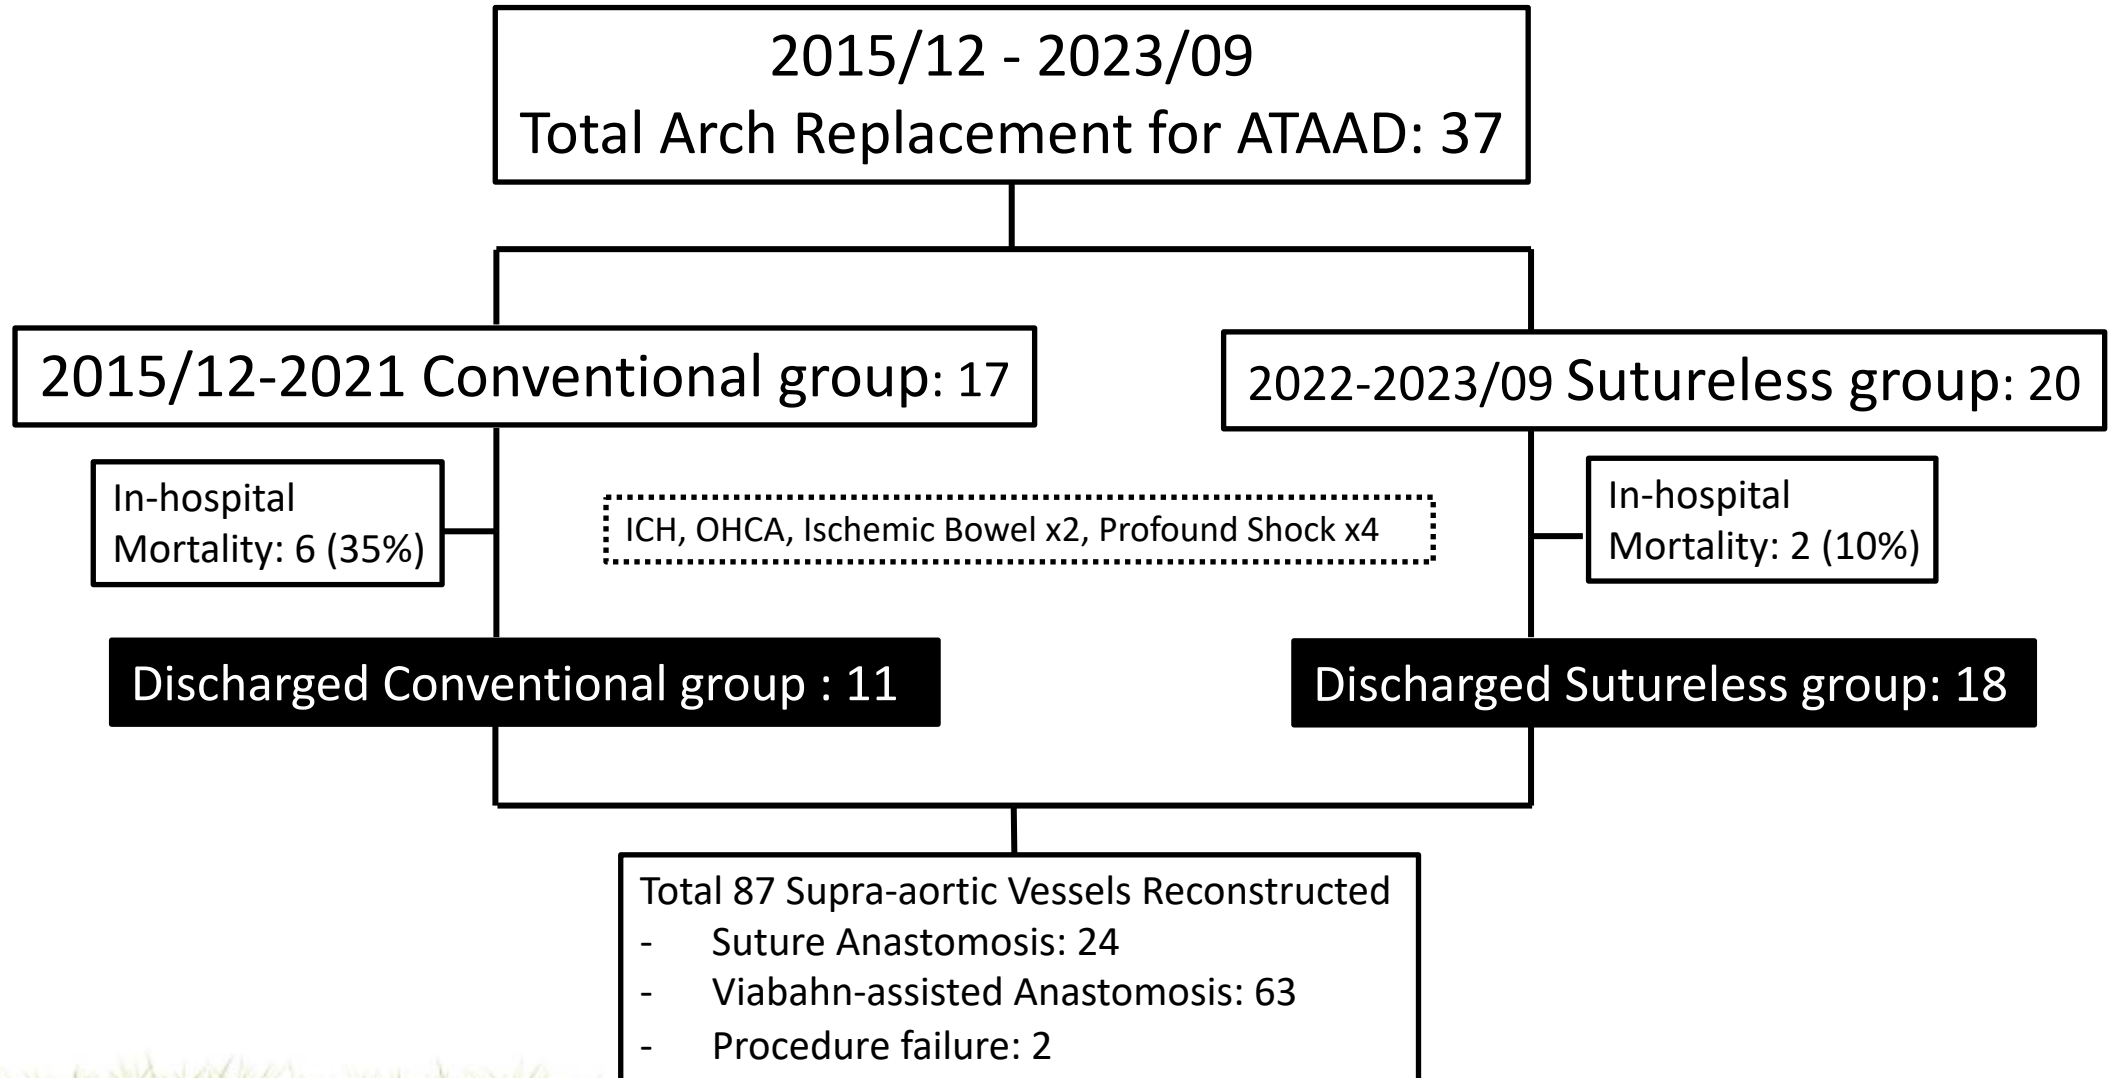 2015/12 - 2023/09
Total Arch Replacement for ATAAD: 37
2015/12-2021 Conventional group: 17
2022-2023/09 Sutureless group: 20
In-hospital
Mortality: 6 (35%)
ICH, OHCA, Ischemic Bowel x2, Profound Shock x4
In-hospital
Mortality: 2 (10%)
Discharged Conventional group : 11
Discharged Sutureless group: 18
Total 87 Supra-aortic Vessels Reconstructed
- Suture Anastomosis: 24
- Viabahn-assisted Anastomosis: 63
- Procedure failure: 2